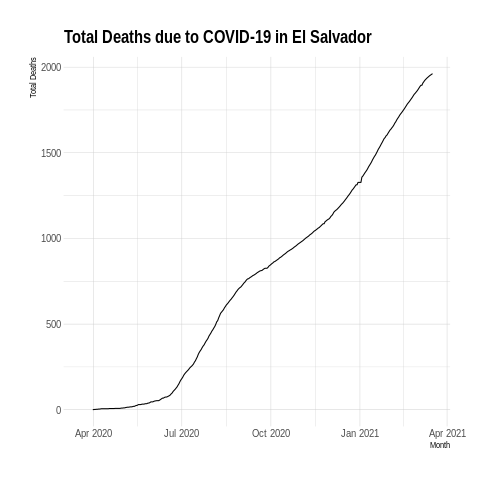 Total Deaths due to COVID-19 in El Salvador
Total Deaths
2000
1500
1000
500
0
Apr 2020 Jul 2020 Oct 2020 Jan 2021 Apr 2021
Month